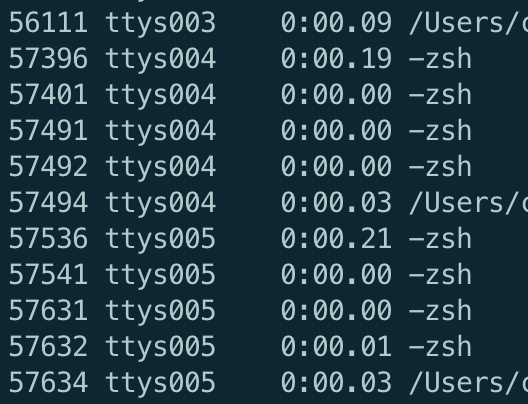 56111 ttys003    0:00.09 /Users/c
57396 ttys004    0:00.19 -zsh
57401 ttys004    0:00.00 -zsh
57491 ttys004    0:00.00 -zsh
57492 ttys004    0:00.00 -zsh
57494 ttys004    0:00.03 /Users/c
57536 ttys005    0:00.21 -zsh
57541 ttys005    0:00.00 -zsh
57631 ttys005    0:00.00 -zsh
57632 ttys005    0:00.01 -zsh
57634 ttys005    0:00.03 /Users/c